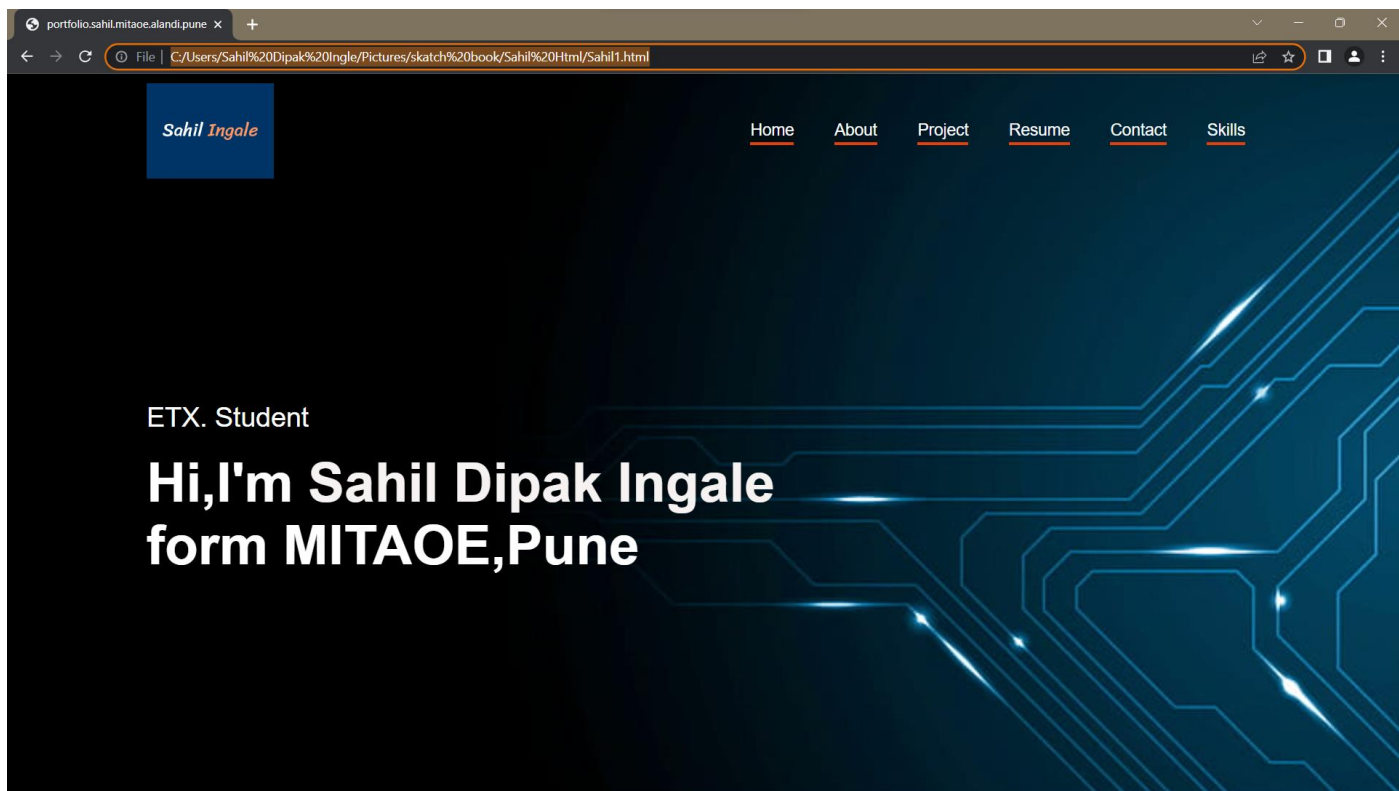 portfolio.sahil.mitaoe.alandi.pune
File | C:/Users/Sahil%20Dipak%20Ingle/Pictures/skatch%20book/Sahil%20Html/Sahil1.html
Sahil Ingale
Home About Project Resume Contact Skills
ETX. Student
Hi,I'm Sahil Dipak Ingale
form MITAOE,Pune